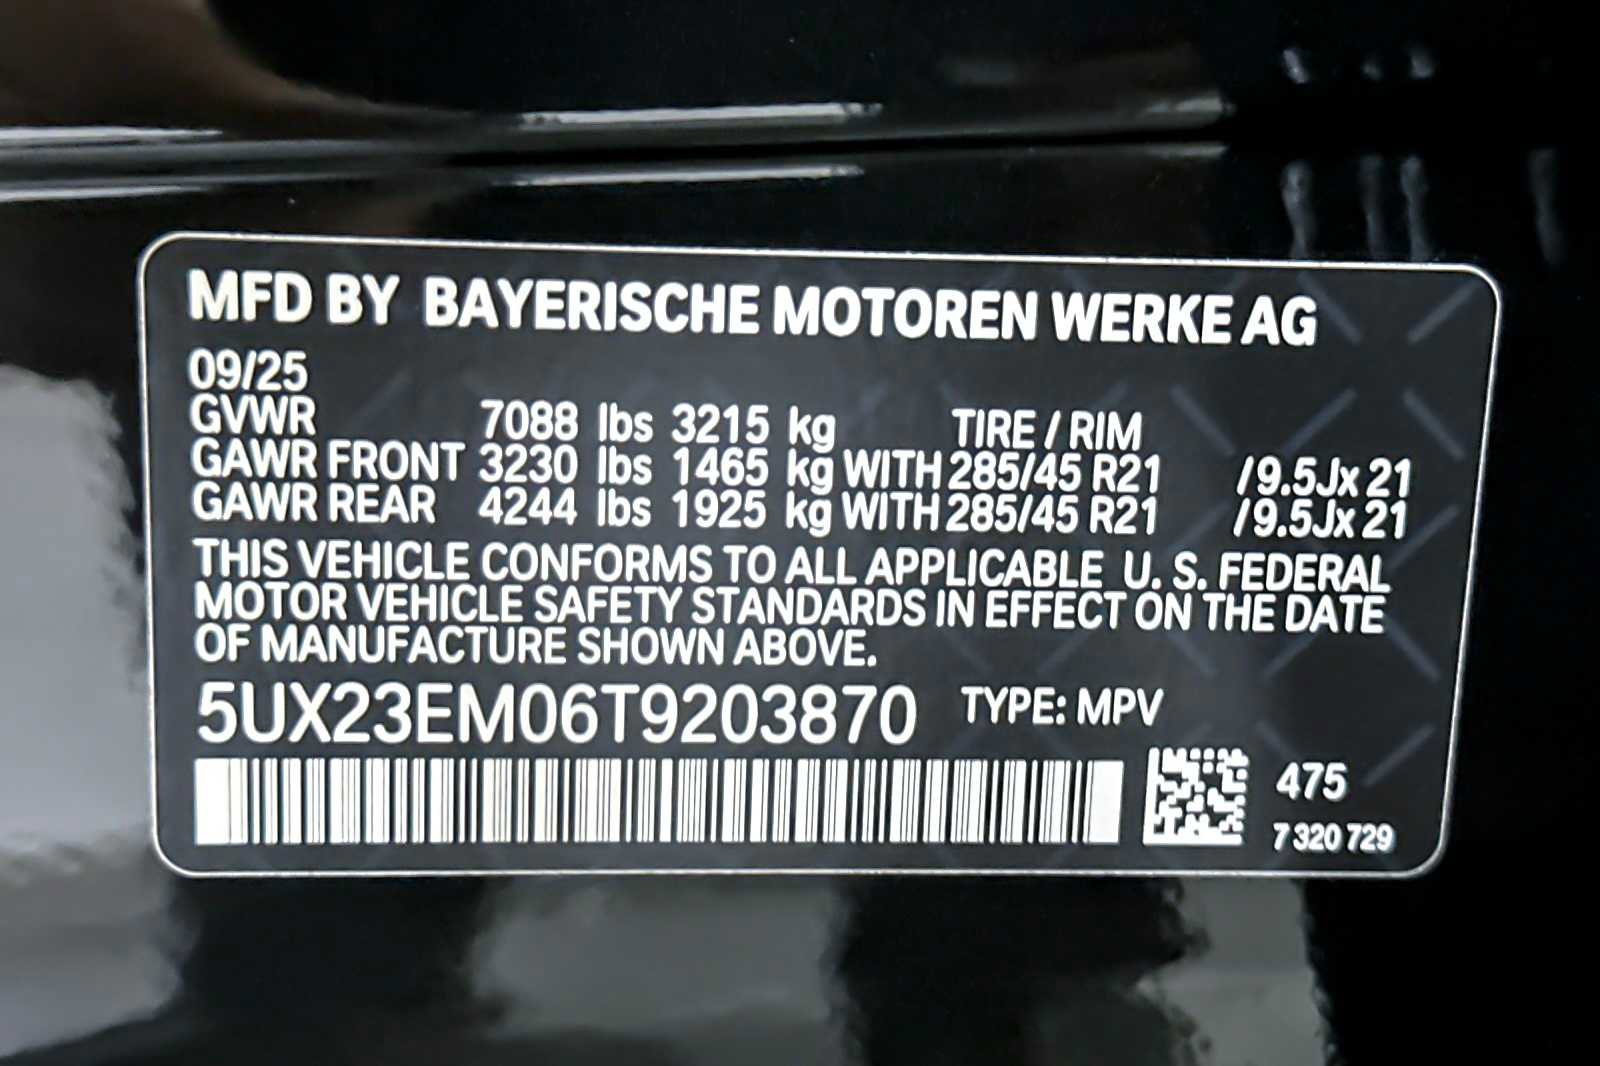 MFD BY BAYERISCHE MOTOREN WERKE AG
09/25
GVWR 7088 lbs 3215 kg TIRE / RIM
GAWR FRONT 3230 lbs 1465 kg WITH 285/45 R21 / 9.5Jx 21
GAWR REAR 4244 lbs 1925 kg WITH 285/45 R21 / 9.5Jx 21
THIS VEHICLE CONFORMS TO ALL APPLICABLE U. S. FEDERAL
MOTOR VEHICLE SAFETY STANDARDS IN EFFECT ON THE DATE
OF MANUFACTURE SHOWN ABOVE.
5UX23EM06T9203870 TYPE: MPV
475
7 320 729